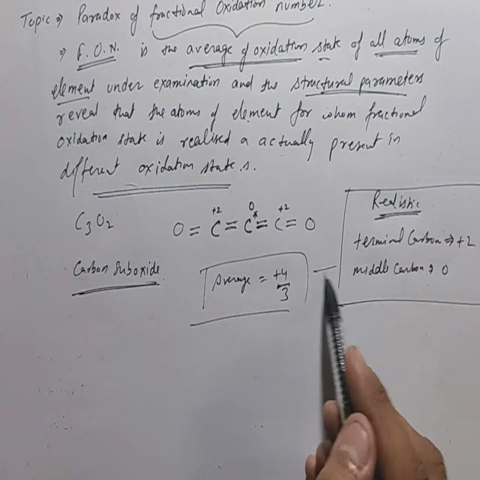 Topic ⇒ Paradox of fractional Oxidation number.
⇒ F.O.N. is the average of oxidation state of all atoms of
element under examination and the structural parameters
reveal that the atoms of element for whom fractional
oxidation state is realised a actually present in
different oxidation state.s.
C3O2
+2 0 +2
O = C = C* = C = O
Carbon Suboxide
Average = +4/3
Realistic
terminal Carbon ⇒ +2
middle Carbon ⇒ 0